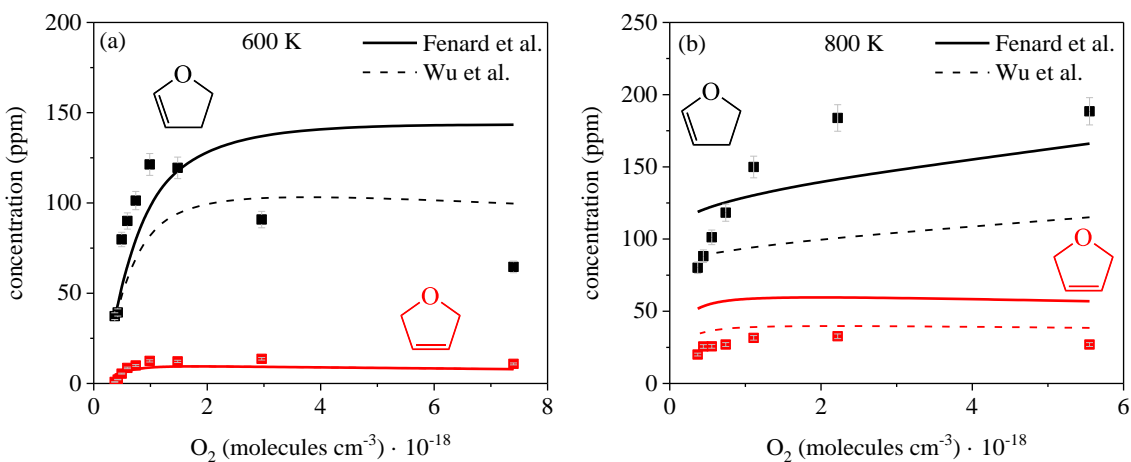 (a)
600 K
Fenard et al.
Wu et al.
O
O
concentration (ppm)
200
150
100
50
0
0
2
4
6
8
O₂ (molecules cm⁻³) · 10⁻¹⁸
(b)
800 K
Fenard et al.
Wu et al.
O
O
concentration (ppm)
250
200
150
100
50
0
0
2
4
6
O₂ (molecules cm⁻³) · 10⁻¹⁸